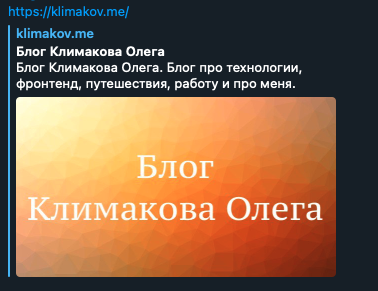 https://klimakov.me/
klimakov.me
Блог Климакова Олега
Блог Климакова Олега. Блог про технологии,
фронтенд, путешествия, работу и про меня.
Блог
Климакова Олега